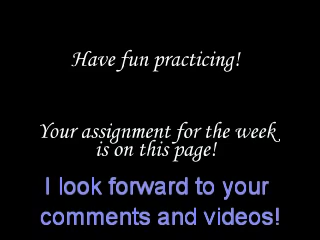 Have fun practicing!
Your assignment for the week
is on this page!
I look forward to your
comments and videos!